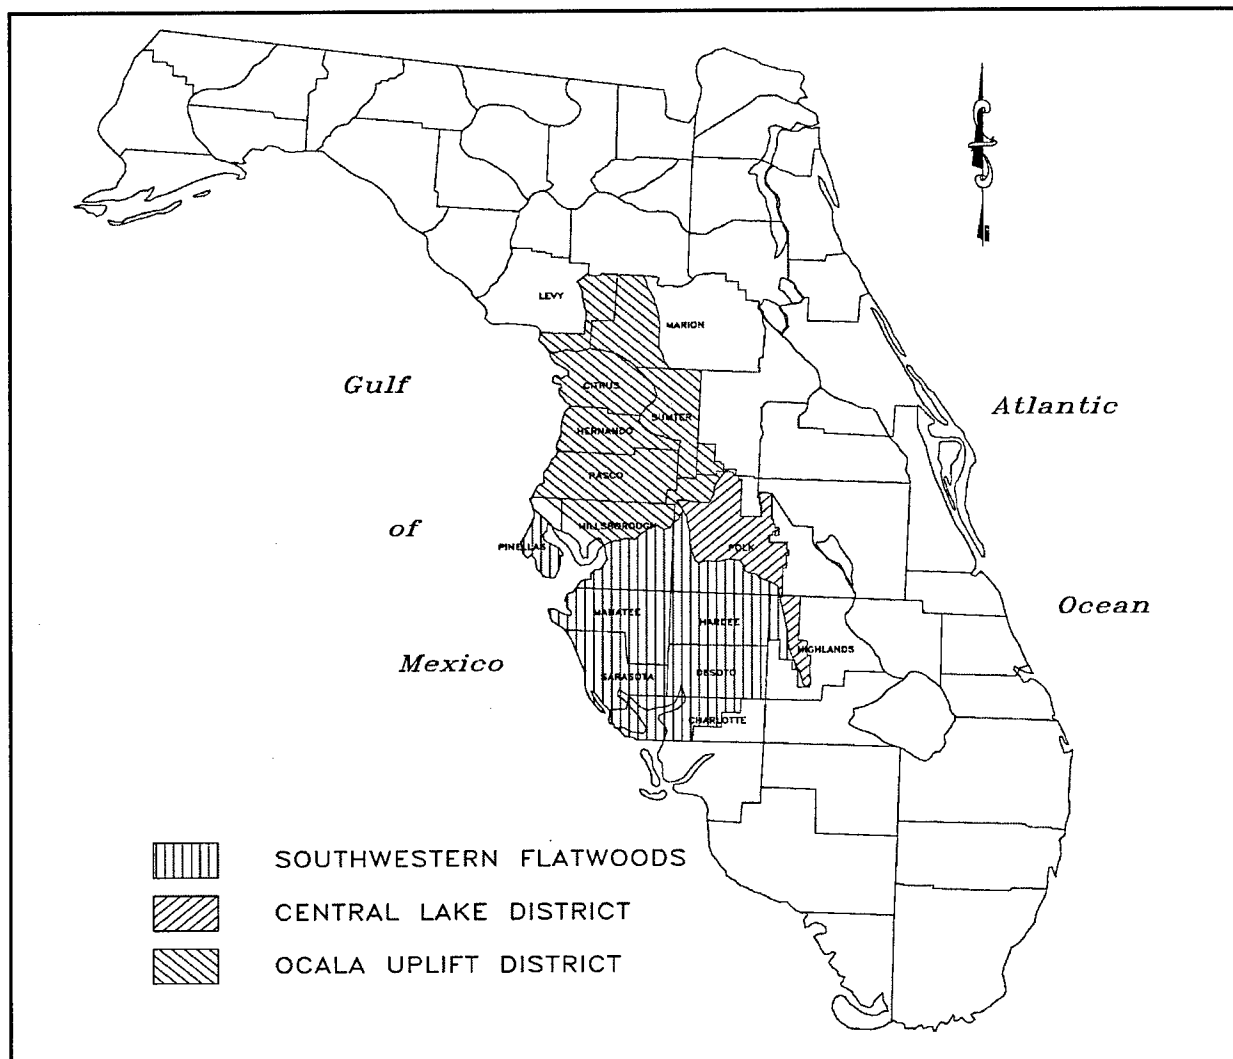 LEVY
MARION
Gulf
CITRUS
Atlantic
SUMTER
HERNANDO
PASCO
of
HILLSBOROUGH
PINELLAS
POLK
Ocean
MANATEE
HARDEE
HIGHLANDS
Mexico
SARASOTA
DESOTO
CHARLOTTE
SOUTHWESTERN FLATWOODS
CENTRAL LAKE DISTRICT
OCALA UPLIFT DISTRICT